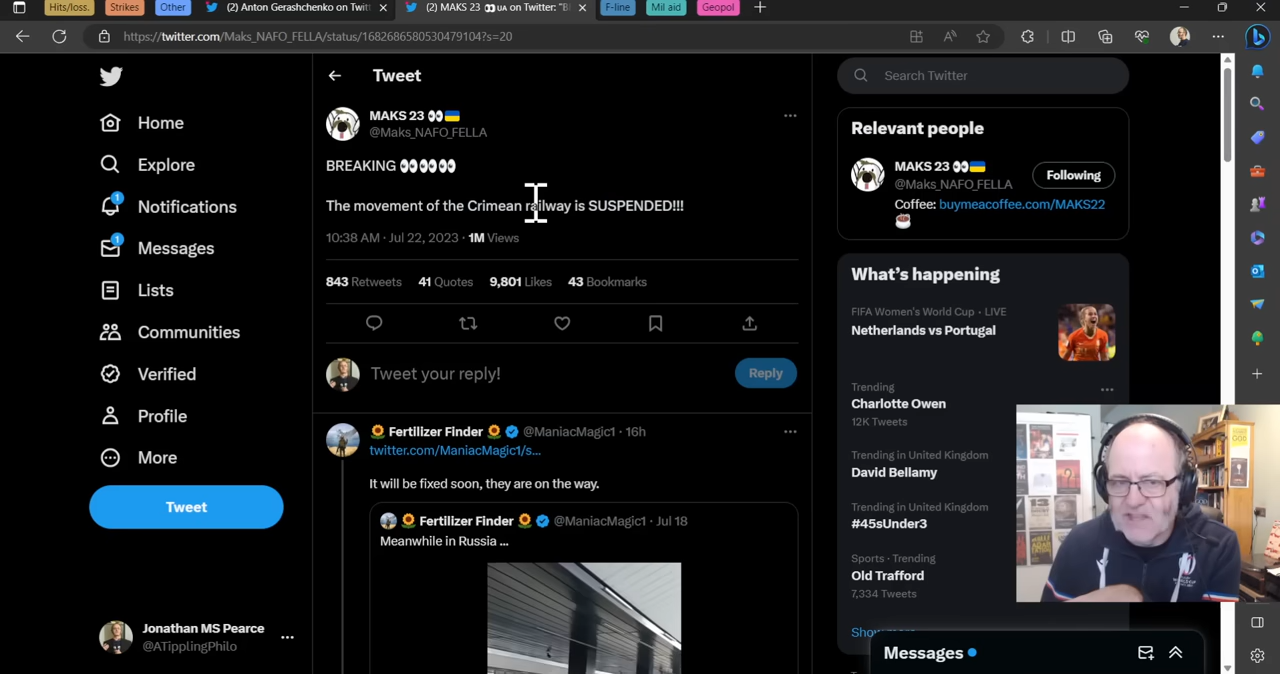 Hits/loss.
Strikes
Other
(2) Anton Gerashchenko on Twit
(2) MAKS 23 👀🇺🇦 on Twitter: "B
F-line
Mil aid
Geopol
https://twitter.com/Maks_NAFO_FELLA/status/1682686580530479104?s=20
Home
Explore
1
Notifications
1
Messages
Lists
Communities
Verified
Profile
More
Tweet
Jonathan MS Pearce
@ATipplingPhilo
Tweet
MAKS 23 👀🇺🇦
@Maks_NAFO_FELLA
BREAKING 👀👀👀👀
The movement of the Crimean railway is SUSPENDED!!!
10:38 AM · Jul 22, 2023 · 1M Views
843 Retweets 41 Quotes 9,801 Likes 43 Bookmarks
Tweet your reply!
Reply
🌻 Fertilizer Finder 🌻 @ManiacMagic1 · 16h
twitter.com/ManiacMagic1/s...
It will be fixed soon, they are on the way.
🌻 Fertilizer Finder 🌻 @ManiacMagic1 · Jul 18
Meanwhile in Russia ...
Search Twitter
Relevant people
MAKS 23 👀🇺🇦
@Maks_NAFO_FELLA
Following
Coffee: buymeacoffee.com/MAKS22
☕
What's happening
FIFA Women's World Cup · LIVE
Netherlands vs Portugal
Trending
Charlotte Owen
12K Tweets
Trending in United Kingdom
David Bellamy
Trending in United Kingdom
#45sUnder3
Sports · Trending
Old Trafford
7,334 Tweets
Show more
Messages